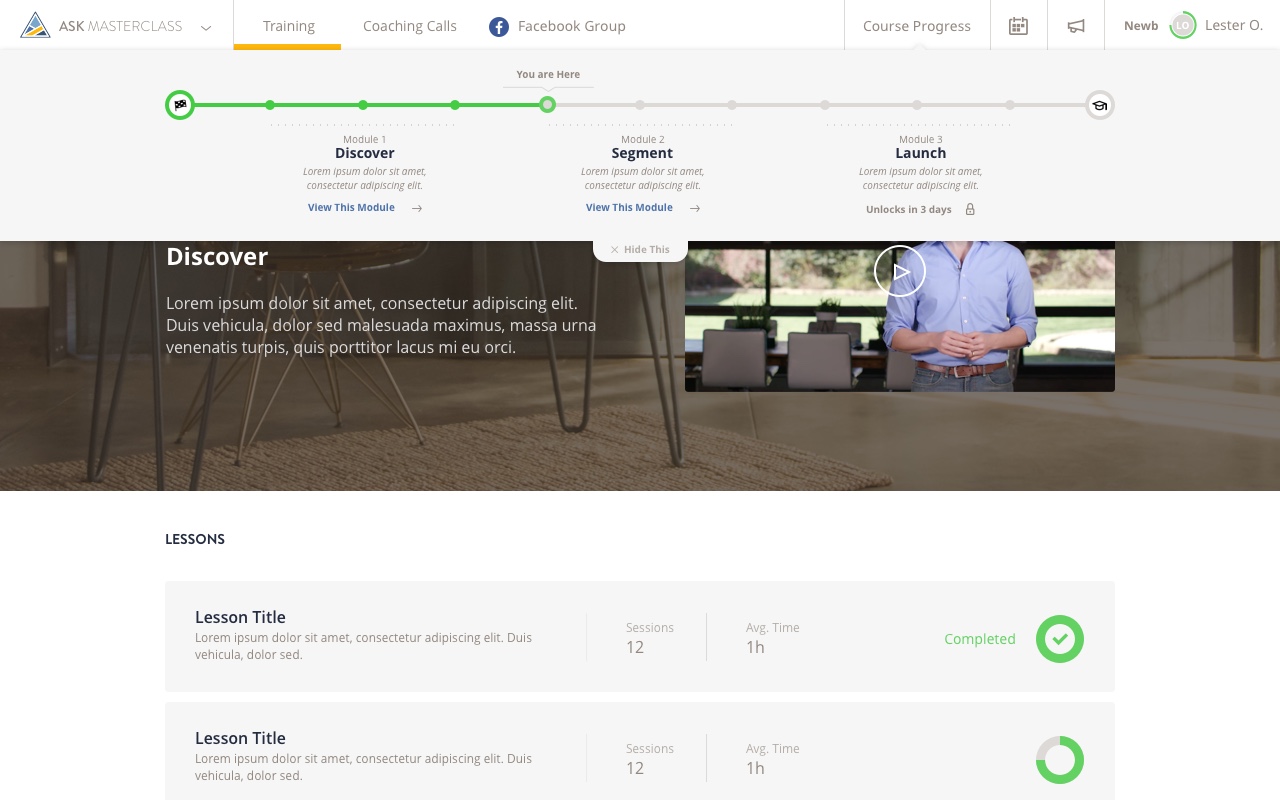 ASK MASTERCLASS
Training
Coaching Calls
Facebook Group
Course Progress
Newb
LO
Lester O.
You are Here
Module 1
Discover
Lorem ipsum dolor sit amet,
consectetur adipiscing elit.
View This Module
Module 2
Segment
Lorem ipsum dolor sit amet,
consectetur adipiscing elit.
View This Module
Module 3
Launch
Lorem ipsum dolor sit amet,
consectetur adipiscing elit.
Unlocks in 3 days
Hide This
Discover
Lorem ipsum dolor sit amet, consectetur adipiscing elit.
Duis vehicula, dolor sed malesuada maximus, massa urna
venenatis turpis, quis porttitor lacus mi eu orci.
LESSONS
Lesson Title
Lorem ipsum dolor sit amet, consectetur adipiscing elit. Duis
vehicula, dolor sed.
Sessions
12
Avg. Time
1h
Completed
Lesson Title
Lorem ipsum dolor sit amet, consectetur adipiscing elit. Duis
vehicula, dolor sed.
Sessions
12
Avg. Time
1h